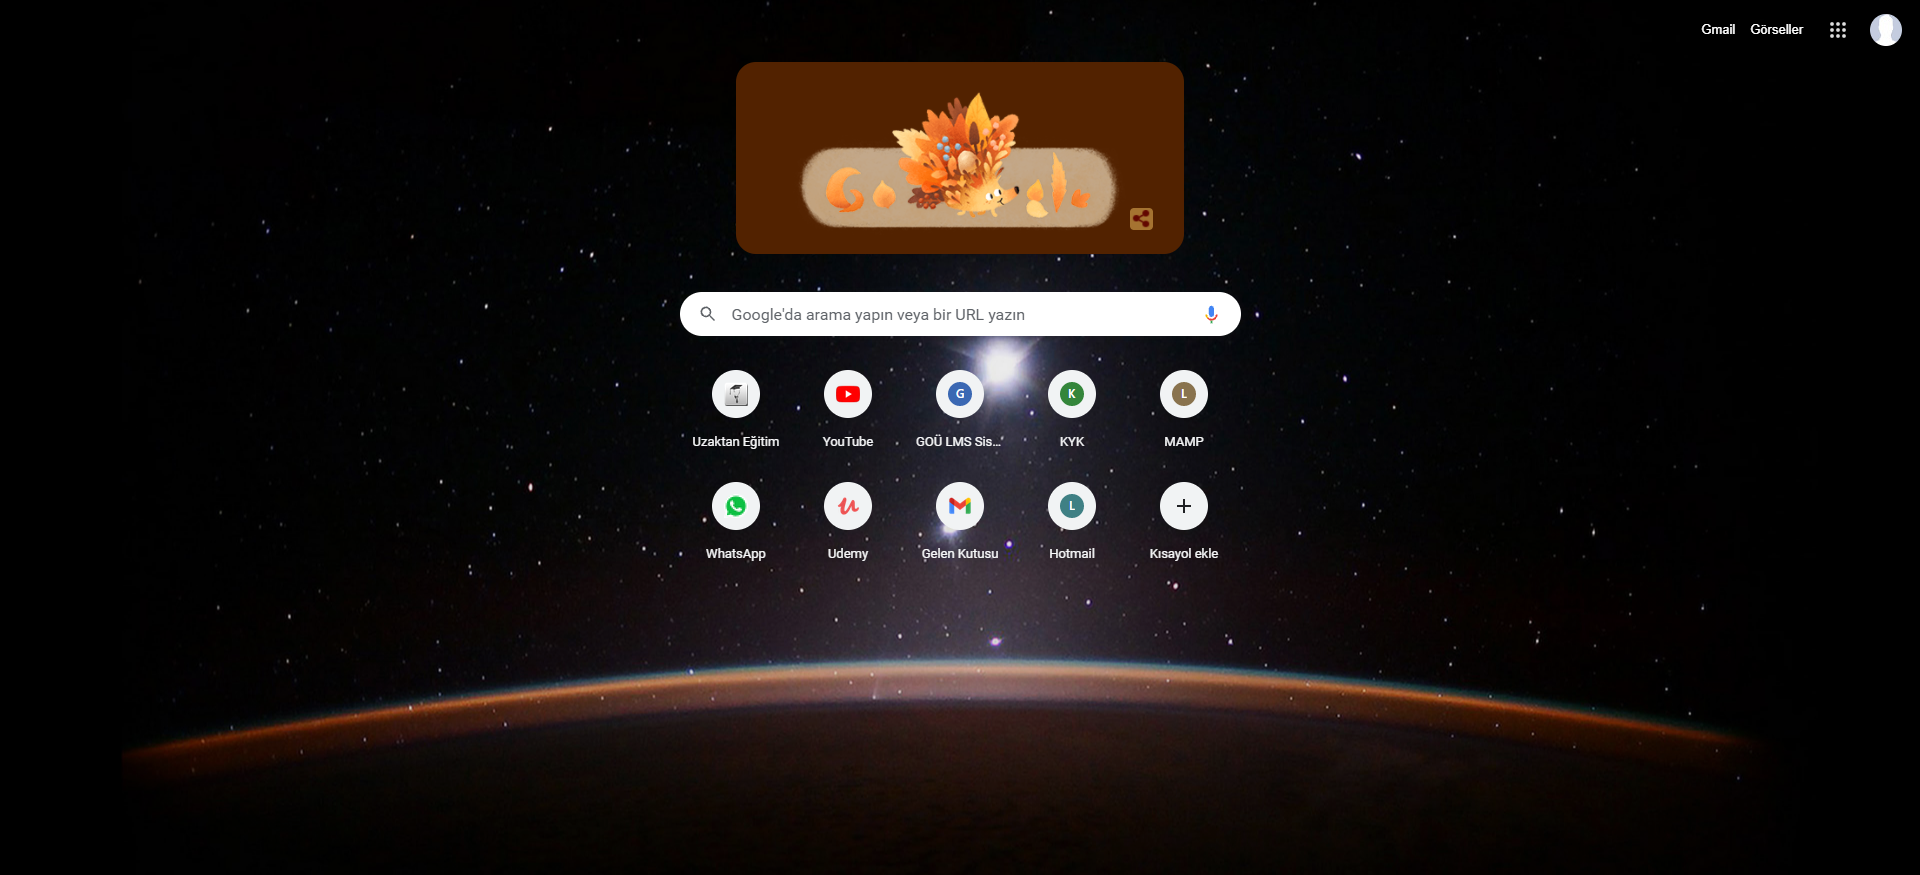 Gmail Görseller
Google'da arama yapın veya bir URL yazın
Uzaktan Eğitim
YouTube
G
GOÜ LMS Sis...
K
KYK
L
MAMP
WhatsApp
Udemy
Gelen Kutusu
L
Hotmail
Kısayol ekle